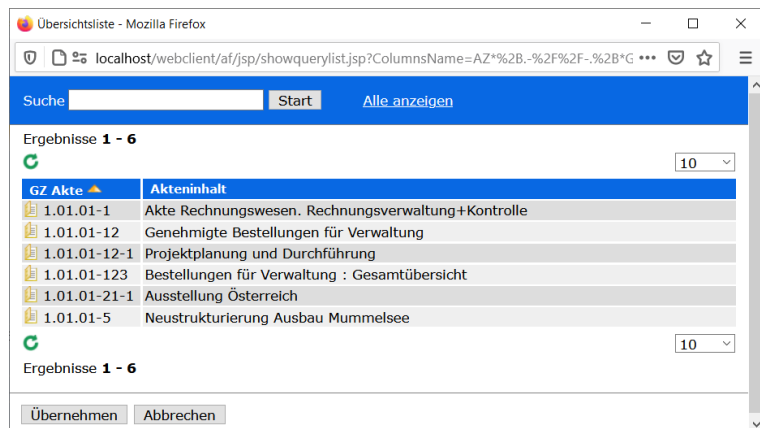 Übersichtsliste - Mozilla Firefox
localhost/webclient/af/jsp/showquerylist.jsp?ColumnsName=AZ*%2B.-%2F%2F-.%2B*G
Suche Start Alle anzeigen
Ergebnisse 1 - 6
10
GZ Akte Akteninhalt
1.01.01-1 Akte Rechnungswesen. Rechnungsverwaltung+Kontrolle
1.01.01-12 Genehmigte Bestellungen für Verwaltung
1.01.01-12-1 Projektplanung und Durchführung
1.01.01-123 Bestellungen für Verwaltung : Gesamtübersicht
1.01.01-21-1 Ausstellung Österreich
1.01.01-5 Neustrukturierung Ausbau Mummelsee
10
Ergebnisse 1 - 6
Übernehmen Abbrechen